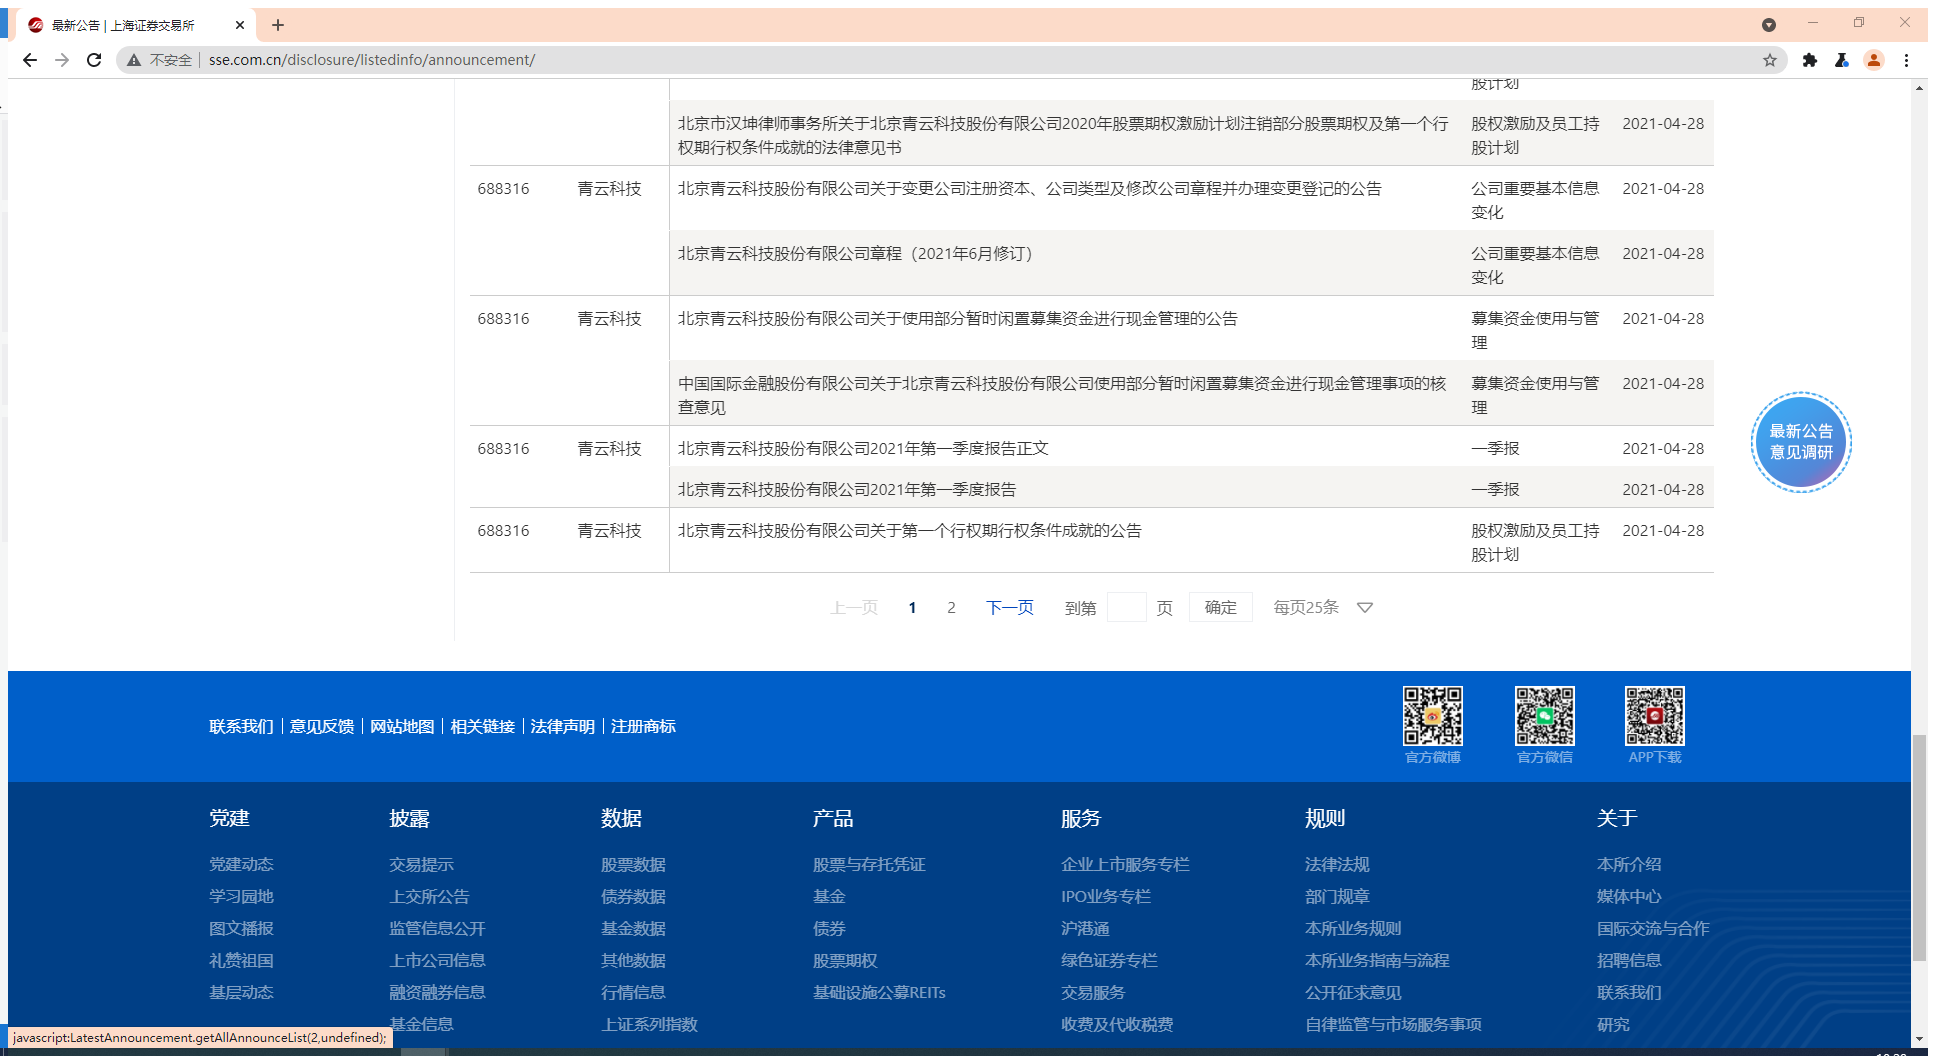 最新公告 | 上海证券交易所
不安全 sse.com.cn/disclosure/listedinfo/announcement/
股计划
北京市汉坤律师事务所关于北京青云科技股份有限公司2020年股票期权激励计划注销部分股票期权及第一个行 股权激励及员工持 2021-04-28
权期行权条件成就的法律意见书 股计划
688316 青云科技 北京青云科技股份有限公司关于变更公司注册资本、公司类型及修改公司章程并办理变更登记的公告 公司重要基本信息 2021-04-28
变化
北京青云科技股份有限公司章程（2021年6月修订） 公司重要基本信息 2021-04-28
变化
688316 青云科技 北京青云科技股份有限公司关于使用部分暂时闲置募集资金进行现金管理的公告 募集资金使用与管 2021-04-28
理
中国国际金融股份有限公司关于北京青云科技股份有限公司使用部分暂时闲置募集资金进行现金管理事项的核 募集资金使用与管 2021-04-28
查意见 理
688316 青云科技 北京青云科技股份有限公司2021年第一季度报告正文 一季报 2021-04-28
北京青云科技股份有限公司2021年第一季度报告 一季报 2021-04-28
688316 青云科技 北京青云科技股份有限公司关于第一个行权期行权条件成就的公告 股权激励及员工持 2021-04-28
股计划
最新公告
意见调研
上一页 1 2 下一页 到第 页 确定 每页25条
联系我们 意见反馈 网站地图 相关链接 法律声明 注册商标
官方微博 官方微信 APP下载
党建 披露 数据 产品 服务 规则 关于
党建动态 交易提示 股票数据 股票与存托凭证 企业上市服务专栏 法律法规 本所介绍
学习园地 上交所公告 债券数据 基金 IPO业务专栏 部门规章 媒体中心
图文播报 监管信息公开 基金数据 债券 沪港通 本所业务规则 国际交流与合作
礼赞祖国 上市公司信息 其他数据 股票期权 绿色证券专栏 本所业务指南与流程 招聘信息
基层动态 融资融券信息 行情信息 基础设施公募REITs 交易服务 公开征求意见 联系我们
基金信息 上证系列指数 收费及代收税费 自律监管与市场服务事项 研究
javascript:LatestAnnouncement.getAllAnnounceList(2,undefined);